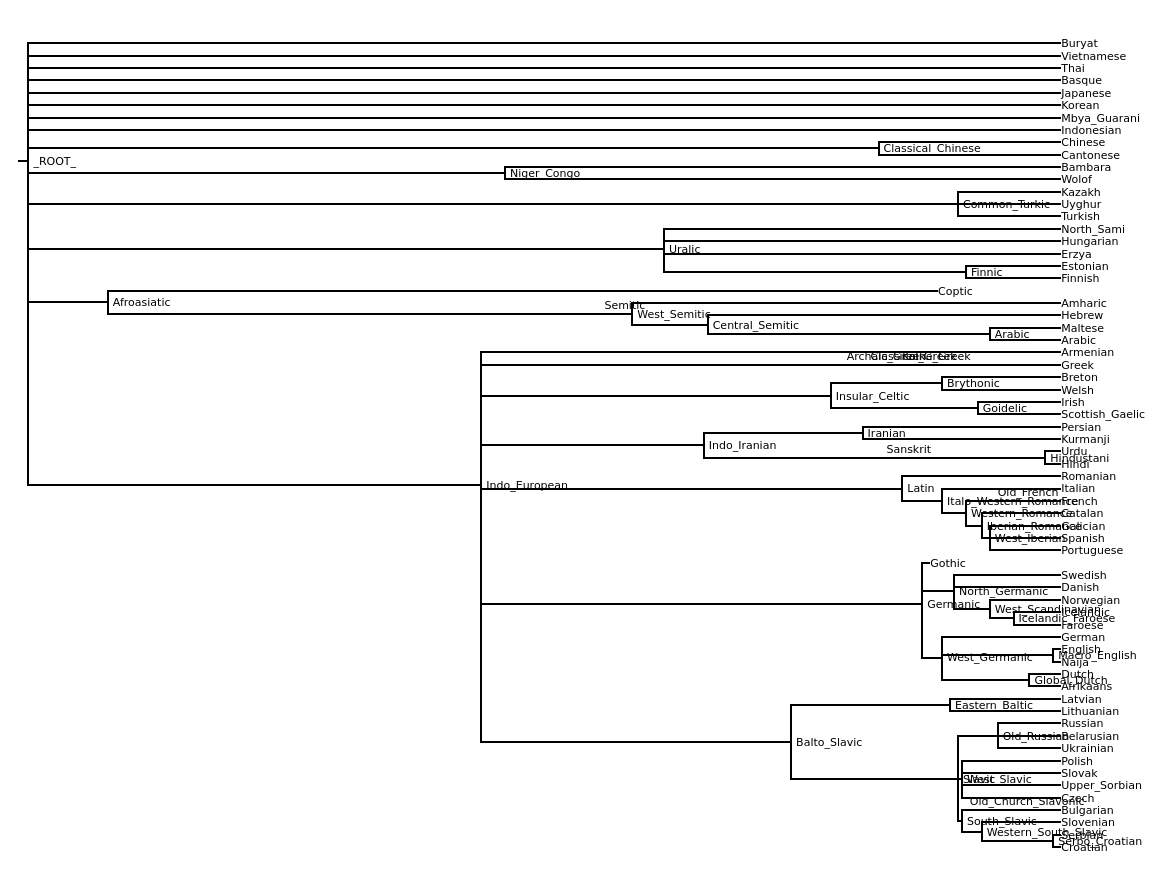 Buryat
Vietnamese
Thai
Basque
Japanese
Korean
Mbya_Guarani
Indonesian
Chinese
Classical_Chinese
Cantonese
_ROOT_
Bambara
Niger_Congo
Wolof
Kazakh
Common_Turkic Uyghur
Turkish
North_Sami
Hungarian
Uralic
Erzya
Estonian
Finnic
Finnish
Coptic
Afroasiatic
Amharic
Semitic
West_Semitic Hebrew
Central_Semitic
Maltese
Arabic
Arabic
Armenian
Archaic_Greek Classical_Greek Koine_Greek
Greek
Breton
Brythonic
Welsh
Insular_Celtic
Irish
Goidelic
Scottish_Gaelic
Persian
Iranian
Kurmanji
Indo_Iranian
Sanskrit
Urdu
Hindustani
Hindi
Romanian
Indo_European
Latin Italian
Old_French
Italo_Western_Romance French
Western_Romance Catalan
Iberian_Romance Galician
West_Iberian Spanish
Portuguese
Gothic
Swedish
Danish
North_Germanic
Norwegian
Germanic
West_Scandinavian
Icelandic
Icelandic_Faroese
Faroese
German
English
Macro_English
West_Germanic
Naija
Dutch
Global_Dutch
Afrikaans
Latvian
Eastern_Baltic
Lithuanian
Russian
Old_Russian Belarusian
Balto_Slavic
Ukrainian
Polish
Slovak
Slavic West_Slavic
Upper_Sorbian
Czech
Old_Church_Slavonic
Bulgarian
South_Slavic Slovenian
Western_South_Slavic
Serbian
Serbo_Croatian
Croatian